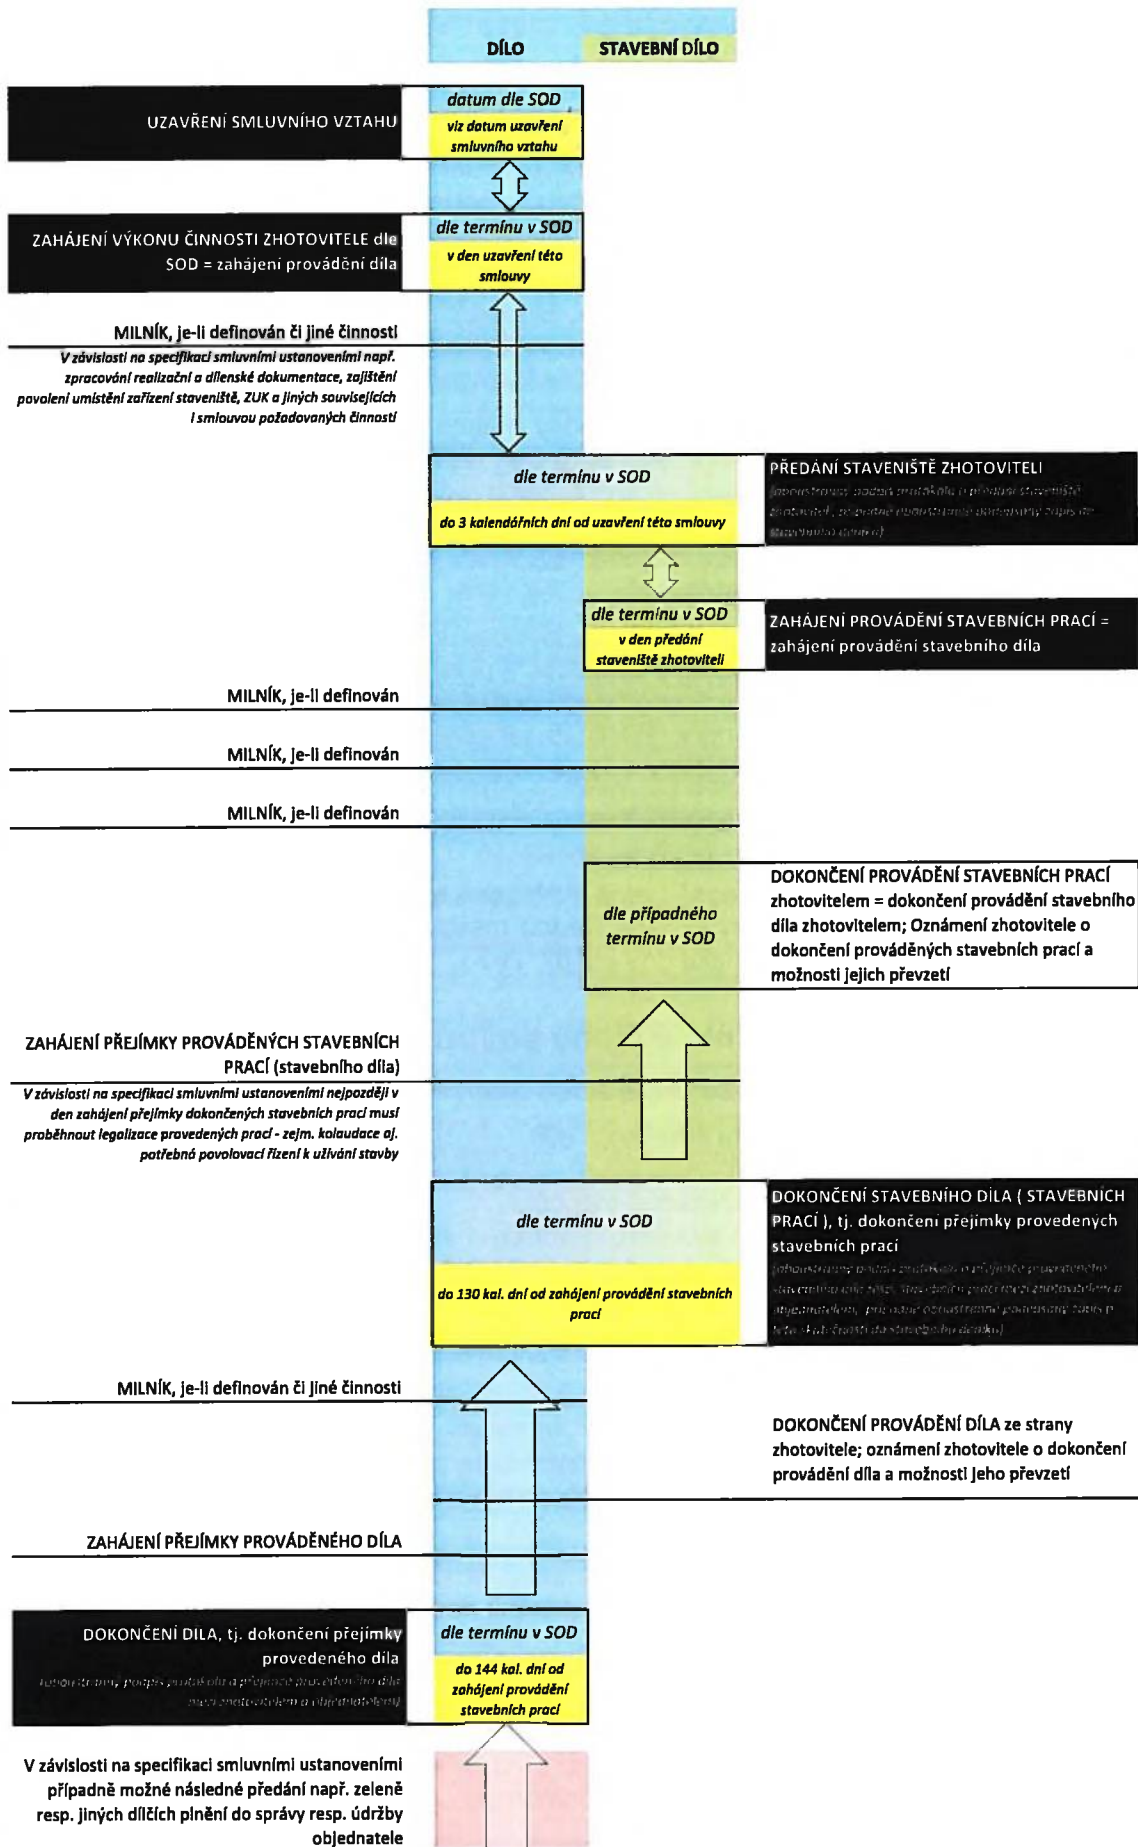 DÍLO
STAVEBNÍ DÍLO
UZAVŘENÍ SMLUVNÍHO VZTAHU
datum dle SOD
viz datum uzavření
smluvního vztahu
ZAHÁJENÍ VÝKONU ČINNOSTI ZHOTOVITELE dle
SOD = zahájení provádění díla
dle termínu v SOD
v den uzavření této
smlouvy
MILNÍK, je-li definován či jiné činnosti
V závislosti na specifikaci smluvními ustanoveními např.
zpracování realizační a dílenské dokumentace, zajištění
povolení umístění zařízení staveniště, ZUK a jiných souvisejících
i smlouvou požadovaných činností
dle termínu v SOD
do 3 kalendářních dní od uzavření této smlouvy
PŘEDÁNÍ STAVENIŠTĚ ZHOTOVITELI
dle termínu v SOD
v den předání
staveniště zhotoviteli
ZAHÁJENÍ PROVÁDĚNÍ STAVEBNÍCH PRACÍ =
zahájení provádění stavebního díla
MILNÍK, je-li definován
MILNÍK, je-li definován
MILNÍK, je-li definován
dle případného
termínu v SOD
DOKONČENÍ PROVÁDĚNÍ STAVEBNÍCH PRACÍ
zhotovitelem = dokončení provádění stavebního
díla zhotovitelem; Oznámení zhotovitele o
dokončení prováděných stavebních prací a
možnosti jejich převzetí
ZAHÁJENÍ PŘEJÍMKY PROVÁDĚNÝCH STAVEBNÍCH
PRACÍ (stavebního díla)
V závislosti na specifikaci smluvními ustanoveními nejpozději v
den zahájení přejímky dokončených stavebních prací musí
proběhnout legalizace provedených prací - zejm. kolaudace aj.
potřebná povolovací řízení k užívání stavby
dle termínu v SOD
do 130 kal. dní od zahájení provádění stavebních
prací
DOKONČENÍ STAVEBNÍHO DÍLA ( STAVEBNÍCH
PRACÍ ), tj. dokončení přejímky provedených
stavebních prací
MILNÍK, je-li definován či jiné činnosti
DOKONČENÍ PROVÁDĚNÍ DÍLA ze strany
zhotovitele; oznámení zhotovitele o dokončení
provádění díla a možnosti jeho převzetí
ZAHÁJENÍ PŘEJÍMKY PROVÁDĚNÉHO DÍLA
DOKONČENÍ DÍLA, tj. dokončení přejímky
provedeného díla
dle termínu v SOD
do 144 kal. dní od
zahájení provádění
stavebních prací
V závislosti na specifikaci smluvními ustanoveními
případně možné následné předání např. zeleně
resp. jiných dílčích plnění do správy resp. údržby
objednatele